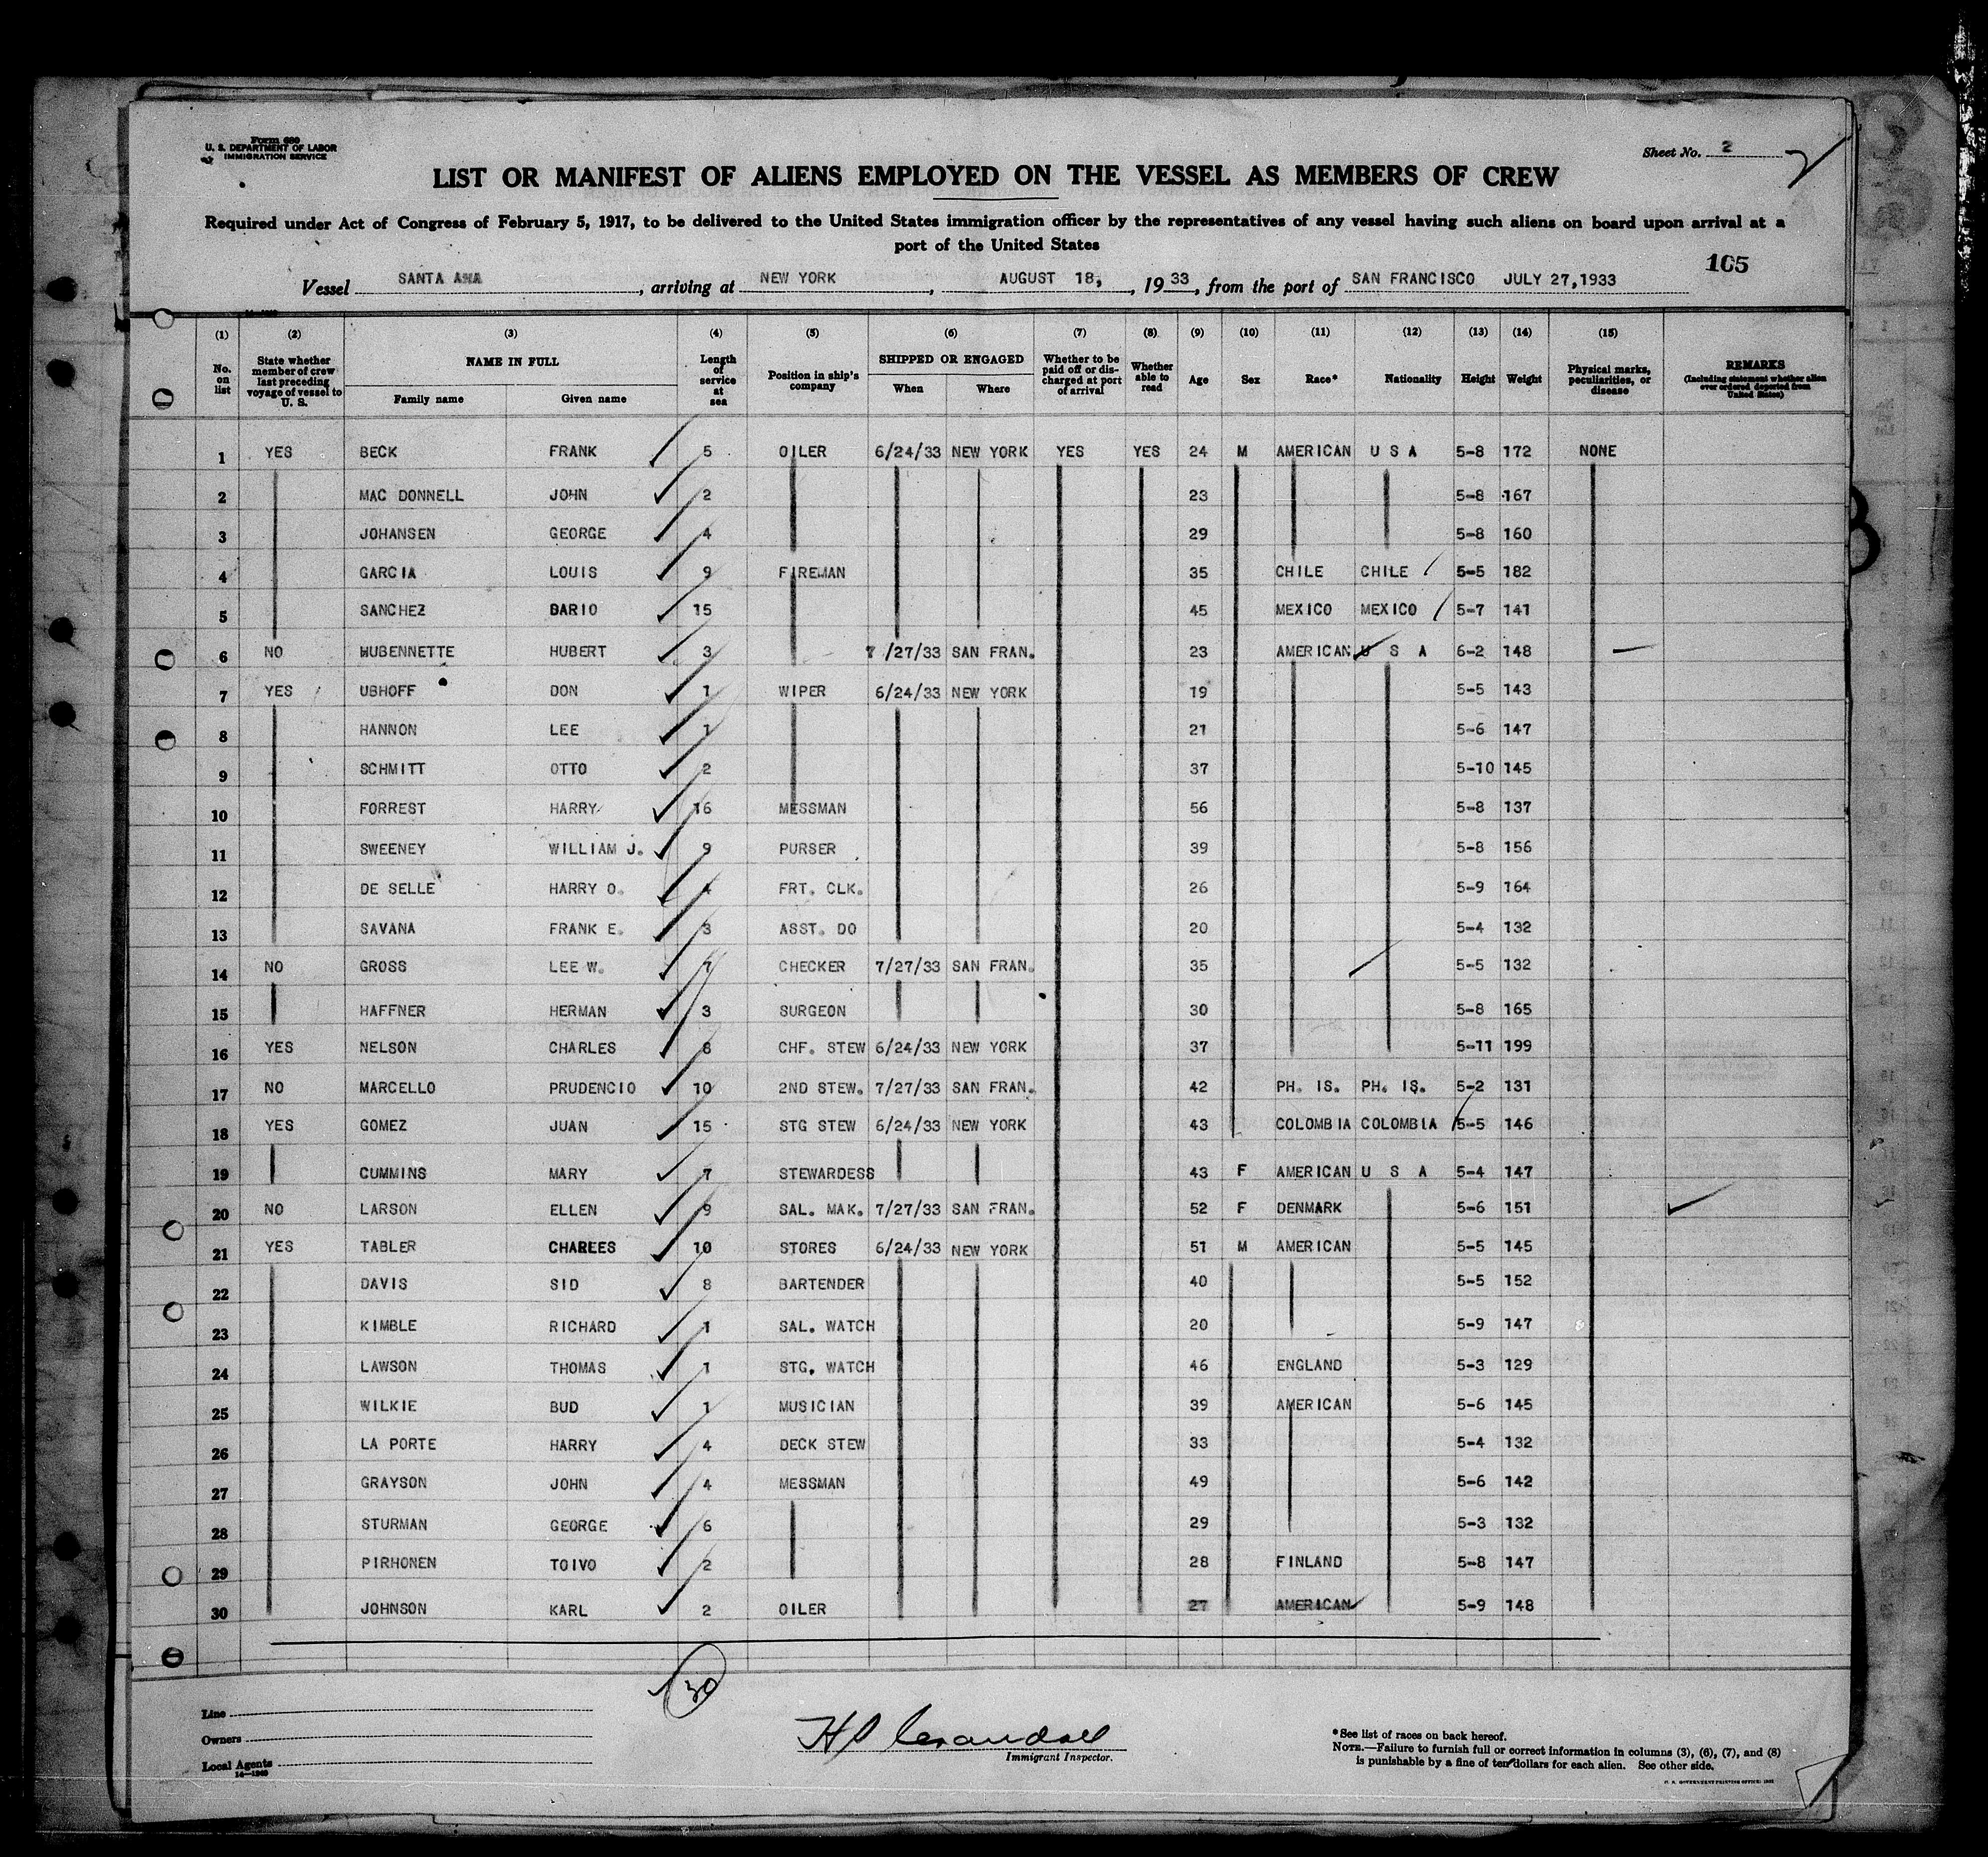 Form 680
U. S. DEPARTMENT OF LABOR
IMMIGRATION SERVICE
Sheet No. 2
LIST OR MANIFEST OF ALIENS EMPLOYED ON THE VESSEL AS MEMBERS OF CREW
Required under Act of Congress of February 5, 1917, to be delivered to the United States immigration officer by the representatives of any vessel having such aliens on board upon arrival at a
port of the United States
105
Vessel SANTA ANA, arriving at NEW YORK, AUGUST 18, 1933, from the port of SAN FRANCISCO JULY 27,1933
(1) (2) (3) (4) (5) (6) (7) (8) (9) (10) (11) (12) (13) (14) (15)
No. on list State whether member of crew last preceding voyage of vessel to U. S. NAME IN FULL Family name Given name Length of service at sea Position in ship's company SHIPPED OR ENGAGED When Where Whether to be paid off or discharged at port of arrival Whether able to read Age Sex Race* Nationality Height Weight Physical marks, peculiarities, or disease REMARKS (Including statement whether alien ever ordered deported from United States)
1 YES BECK FRANK 5 OILER 6/24/33 NEW YORK YES YES 24 M AMERICAN U S A 5-8 172 NONE
2 MAC DONNELL JOHN 2 23 5-8 167
3 JOHANSEN GEORGE 4 29 5-8 160
4 GARCIA LOUIS 9 FIREMAN 35 CHILE CHILE 5-5 182
5 SANCHEZ DARIO 15 45 MEXICO MEXICO 5-7 141
6 NO WUBENNETTE HUBERT 3 7/27/33 SAN FRAN. 23 AMERICAN U S A 6-2 148
7 YES UBHOFF DON 1 WIPER 6/24/33 NEW YORK 19 5-5 143
8 HANNON LEE 1 21 5-6 147
9 SCHMITT OTTO 2 37 5-10 145
10 FORREST HARRY 16 MESSMAN 56 5-8 137
11 SWEENEY WILLIAM J. 9 PURSER 39 5-8 156
12 DE SELLE HARRY O. 4 FRT. CLK. 26 5-9 164
13 SAVANA FRANK E. 3 ASST. DO 20 5-4 132
14 NO GROSS LEE W. 7 CHECKER 7/27/33 SAN FRAN. 35 5-5 132
15 HAFFNER HERMAN 3 SURGEON 30 5-8 165
16 YES NELSON CHARLES 8 CHF. STEW 6/24/33 NEW YORK 37 5-11 199
17 NO MARCELLO PRUDENCIO 10 2ND STEW. 7/27/33 SAN FRAN. 42 PH. IS. PH. IS. 5-2 131
18 YES GOMEZ JUAN 15 STG STEW 6/24/33 NEW YORK 43 COLOMBIA COLOMBIA 5-5 146
19 CUMMINS MARY 7 STEWARDESS 43 F AMERICAN U S A 5-4 147
20 NO LARSON ELLEN 9 SAL. MAK. 7/27/33 SAN FRAN. 52 F DENMARK 5-6 151
21 YES TABLER CHARLES 10 STORES 6/24/33 NEW YORK 51 M AMERICAN 5-5 145
22 DAVIS SID 8 BARTENDER 40 5-5 152
23 KIMBLE RICHARD 1 SAL. WATCH 20 5-9 147
24 LAWSON THOMAS 1 STG. WATCH 46 ENGLAND 5-3 129
25 WILKIE BUD 1 MUSICIAN 39 AMERICAN 5-6 145
26 LA PORTE HARRY 4 DECK STEW 33 5-4 132
27 GRAYSON JOHN 4 MESSMAN 49 5-6 142
28 STURMAN GEORGE 6 29 5-3 132
29 PIRHONEN TOIVO 2 28 FINLAND 5-8 147
30 JOHNSON KARL 2 OILER 27 AMERICAN 5-9 148
30
Line
Owners
Local Agents
14—1240
H Crandall
Immigrant Inspector.
*See list of races on back hereof.
NOTE.—Failure to furnish full or correct information in columns (3), (6), (7), and (8)
is punishable by a fine of ten dollars for each alien. See other side.
U. S. GOVERNMENT PRINTING OFFICE: 1932